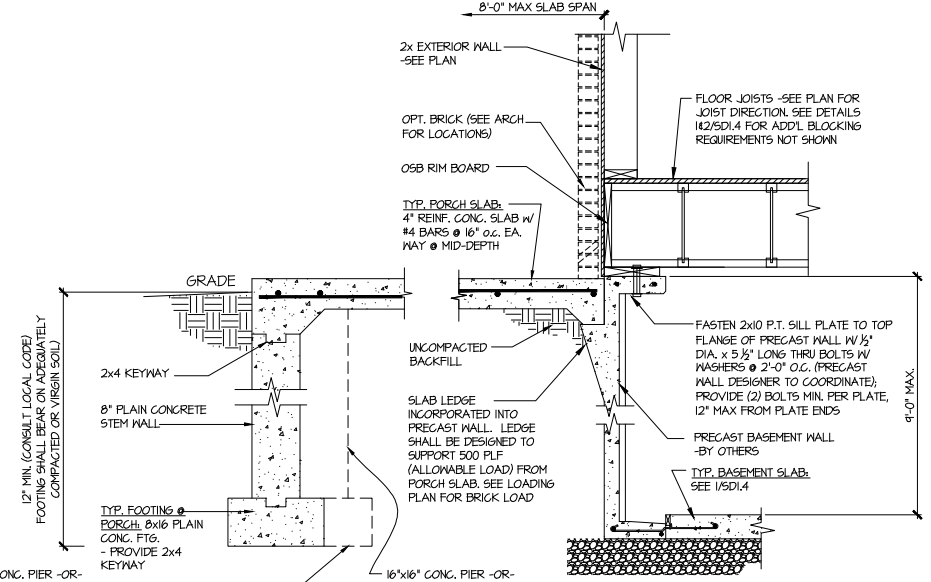 8'-0" MAX SLAB SPAN
2x EXTERIOR WALL
-SEE PLAN
OPT. BRICK (SEE ARCH
FOR LOCATIONS)
OSB RIM BOARD
TYP. PORCH SLAB:
4" REINF. CONC. SLAB W/
#4 BARS @ 16" o.c. EA.
WAY @ MID-DEPTH
FLOOR JOISTS -SEE PLAN FOR
JOIST DIRECTION. SEE DETAILS
1&2/SD1.4 FOR ADD'L BLOCKING
REQUIREMENTS NOT SHOWN
GRADE
12" MIN. (CONSULT LOCAL CODE)
FOOTING SHALL BEAR ON ADEQUATELY
COMPACTED OR VIRGIN SOIL)
2x4 KEYWAY
8" PLAIN CONCRETE
STEM WALL
TYP. FOOTING @
PORCH: 8x16 PLAIN
CONC. FTG.
- PROVIDE 2x4
KEYWAY
UNCOMPACTED
BACKFILL
SLAB LEDGE
INCORPORATED INTO
PRECAST WALL. LEDGE
SHALL BE DESIGNED TO
SUPPORT 500 PLF
(ALLOWABLE LOAD) FROM
PORCH SLAB. SEE LOADING
PLAN FOR BRICK LOAD
FASTEN 2x10 P.T. SILL PLATE TO TOP
FLANGE OF PRECAST WALL W/ ½"
DIA. x 5 ½" LONG THRU BOLTS W/
WASHERS @ 2'-0" O.C. (PRECAST
WALL DESIGNER TO COORDINATE);
PROVIDE (2) BOLTS MIN. PER PLATE,
12" MAX FROM PLATE ENDS
PRECAST BASEMENT WALL
-BY OTHERS
TYP. BASEMENT SLAB:
SEE 1/SD1.4
9'-0" MAX.
ONC. PIER -OR-
16"x16" CONC. PIER -OR-